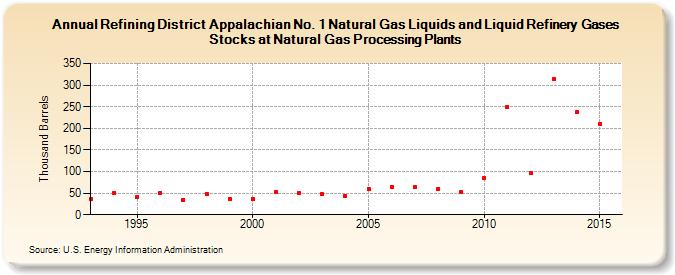 Annual Refining District Appalachian No. 1 Natural Gas Liquids and Liquid Refinery Gases
Stocks at Natural Gas Processing Plants
Thousand Barrels
350
300
250
200
150
100
50
0
1995 2000 2005 2010 2015
Source: U.S. Energy Information Administration